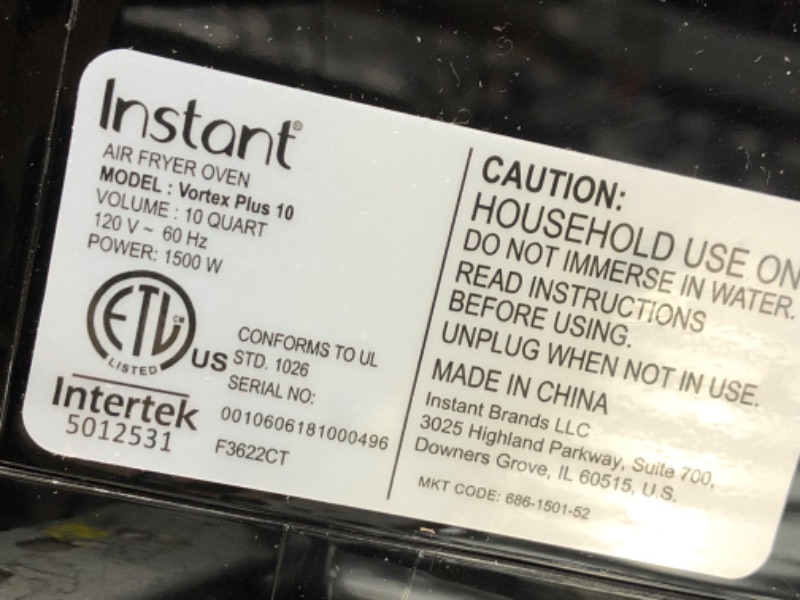 Instant®
AIR FRYER OVEN
MODEL : Vortex Plus 10
VOLUME : 10 QUART
120 V ~ 60 Hz
POWER: 1500 W
ETL CM
LISTED
US
CONFORMS TO UL
STD. 1026
SERIAL NO:
0010606181000496
F3622CT
Intertek
5012531
CAUTION:
HOUSEHOLD USE ON
DO NOT IMMERSE IN WATER.
READ INSTRUCTIONS
BEFORE USING.
UNPLUG WHEN NOT IN USE.
MADE IN CHINA
Instant Brands LLC
3025 Highland Parkway, Suite 700,
Downers Grove, IL 60515, U.S.
MKT CODE: 686-1501-52